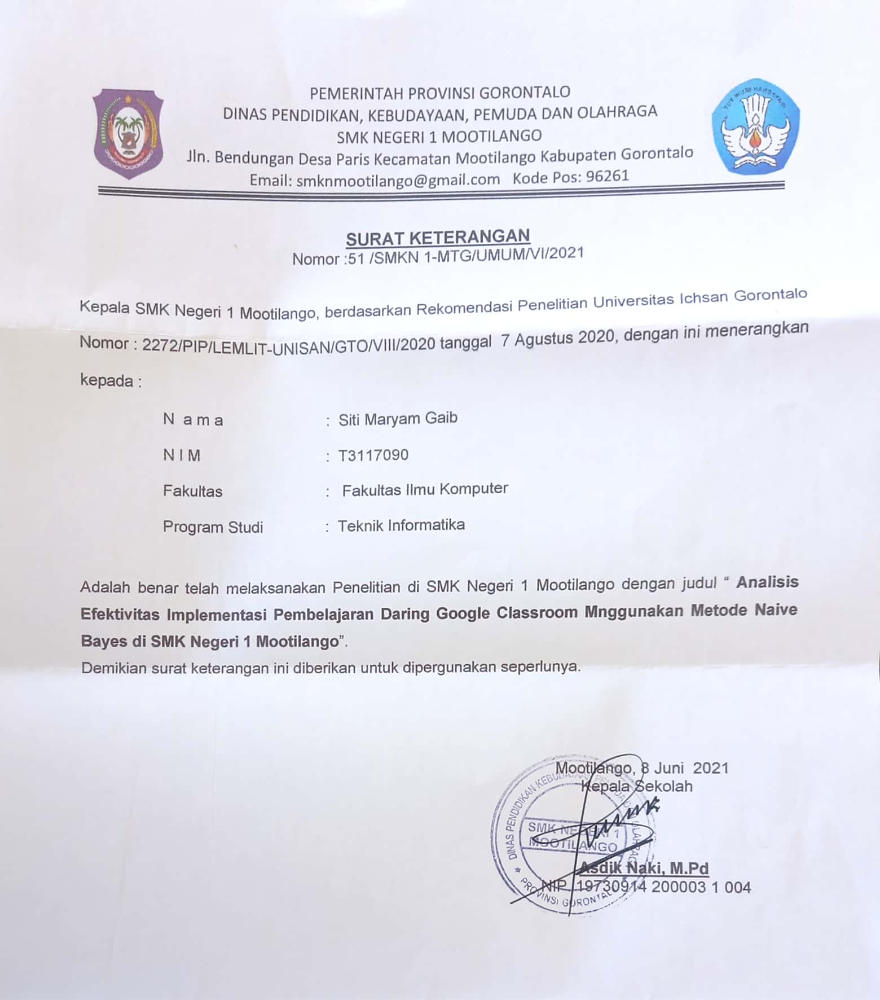 PEMERINTAH PROVINSI GORONTALO
DINAS PENDIDIKAN, KEBUDAYAAN, PEMUDA DAN OLAHRAGA
SMK NEGERI 1 MOOTILANGO
Jln. Bendungan Desa Paris Kecamatan Mootilango Kabupaten Gorontalo
Email: smknmootilango@gmail.com Kode Pos: 96261
TUT WURI HANDAYANI
SURAT KETERANGAN
Nomor :51 /SMKN 1-MTG/UMUM/VI/2021
Kepala SMK Negeri 1 Mootilango, berdasarkan Rekomendasi Penelitian Universitas Ichsan Gorontalo
Nomor : 2272/PIP/LEMLIT-UNISAN/GTO/VIII/2020 tanggal 7 Agustus 2020, dengan ini menerangkan
kepada :
N a m a : Siti Maryam Gaib
N I M : T3117090
Fakultas : Fakultas Ilmu Komputer
Program Studi : Teknik Informatika
Adalah benar telah melaksanakan Penelitian di SMK Negeri 1 Mootilango dengan judul “ Analisis
Efektivitas Implementasi Pembelajaran Daring Google Classroom Mnggunakan Metode Naive
Bayes di SMK Negeri 1 Mootilango”.
Demikian surat keterangan ini diberikan untuk dipergunakan seperlunya.
Mootilango, 8 Juni 2021
Kepala Sekolah
DINAS PENDIDIKAN KEBUDAYAAN PEMUDA DAN OLAHRAGA
SMK NEGERI 1
MOOTILANGO
PROVINSI GORONTALO
Asdik Naki, M.Pd
NIP. 19730914 200003 1 004